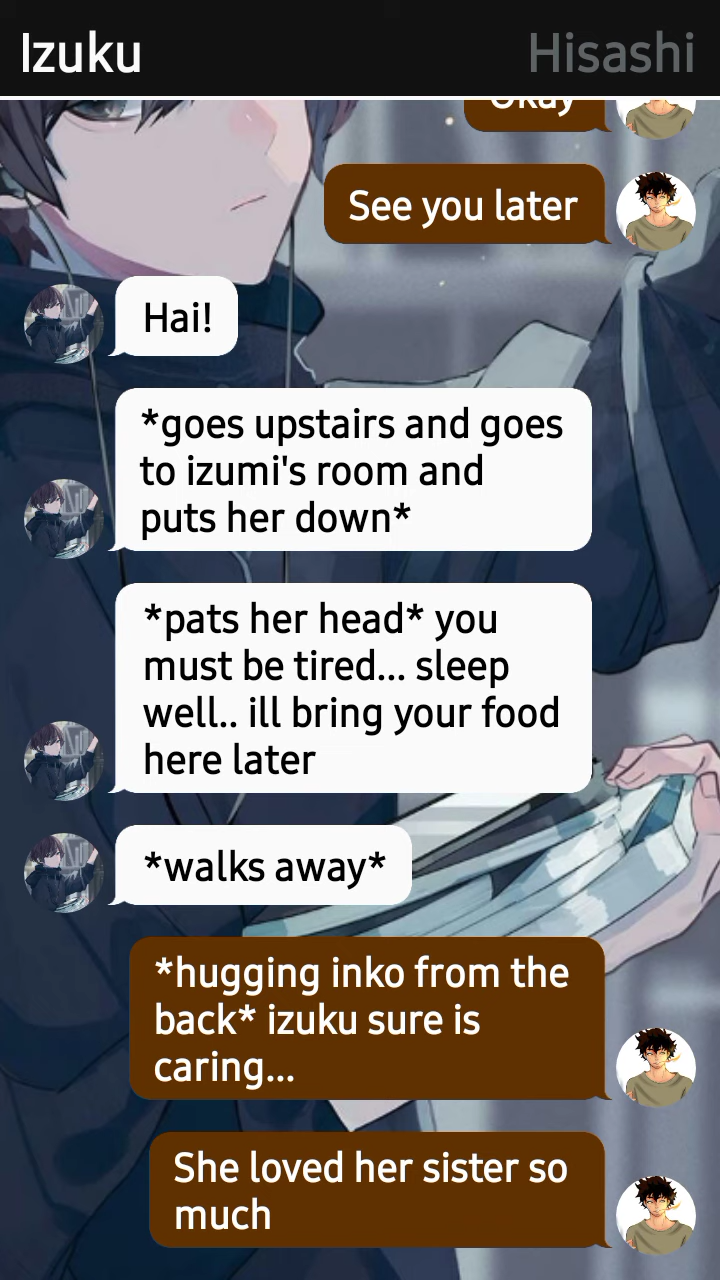 Izuku
Hisashi
Okay
See you later
Hai!
*goes upstairs and goes
to izumi's room and
puts her down*
*pats her head* you
must be tired... sleep
well.. ill bring your food
here later
*walks away*
*hugging inko from the
back* izuku sure is
caring...
She loved her sister so
much